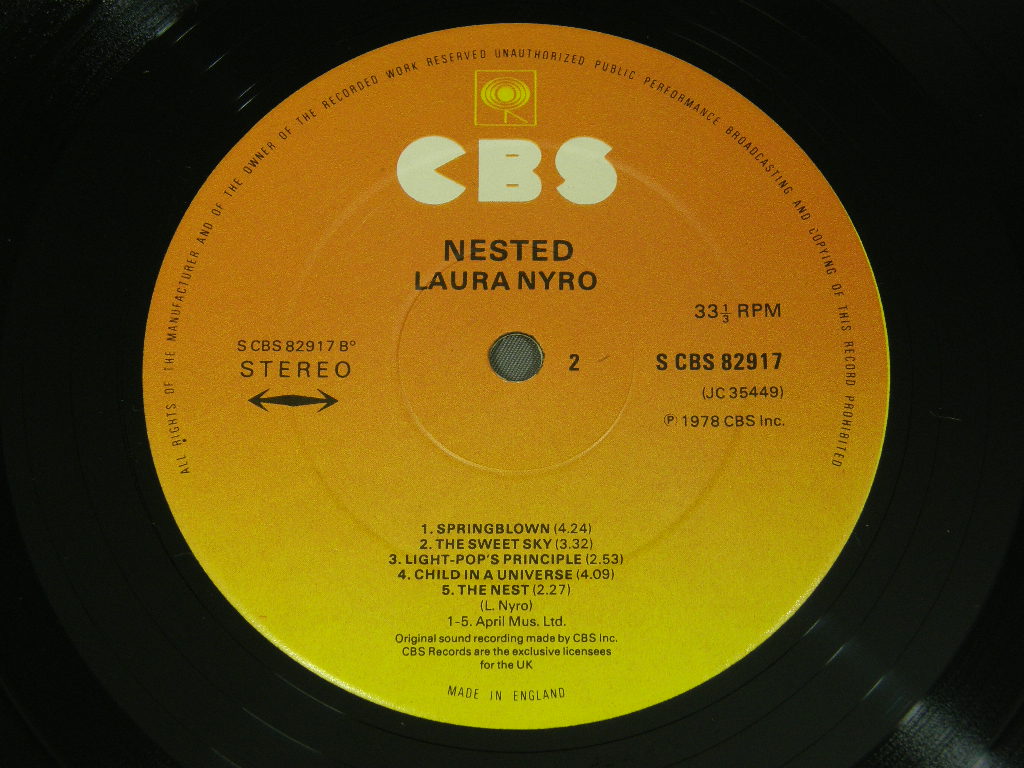 ALL RIGHTS OF THE MANUFACTURER AND OF THE OWNER OF THE RECORDED WORK RESERVED UNAUTHORIZED PUBLIC PERFORMANCE BROADCASTING AND COPYING OF THIS RECORD PROHIBITED
CBS
NESTED
LAURA NYRO
33⅓ RPM
S CBS 82917 B°
STEREO
2
S CBS 82917
(JC 35449)
℗ 1978 CBS Inc.
1. SPRINGBLOWN (4.24)
2. THE SWEET SKY (3.32)
3. LIGHT-POP'S PRINCIPLE (2.53)
4. CHILD IN A UNIVERSE (4.09)
5. THE NEST (2.27)
(L. Nyro)
1-5. April Mus. Ltd.
Original sound recording made by CBS Inc.
CBS Records are the exclusive licensees
for the UK
MADE IN ENGLAND